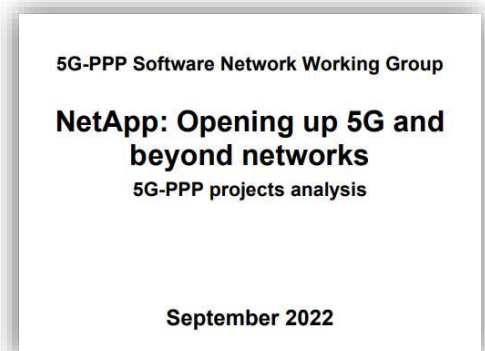 5G-PPP Software Network Working Group
NetApp: Opening up 5G and
beyond networks
5G-PPP projects analysis
September 2022